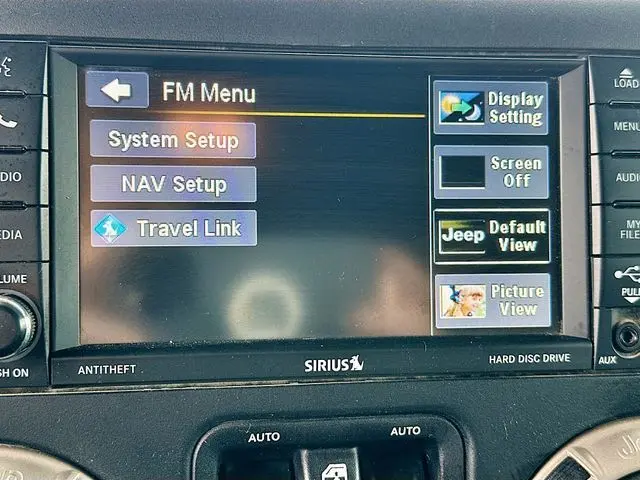 FM Menu
System Setup
NAV Setup
Travel Link
Display
Setting
Screen
Off
Jeep Default
View
Picture
View
LOAD
MENU
AUDIO
MY
FILE
PULL
AUX
ANTITHEFT
SIRIUS
HARD DISC DRIVE
AUTO
AUTO